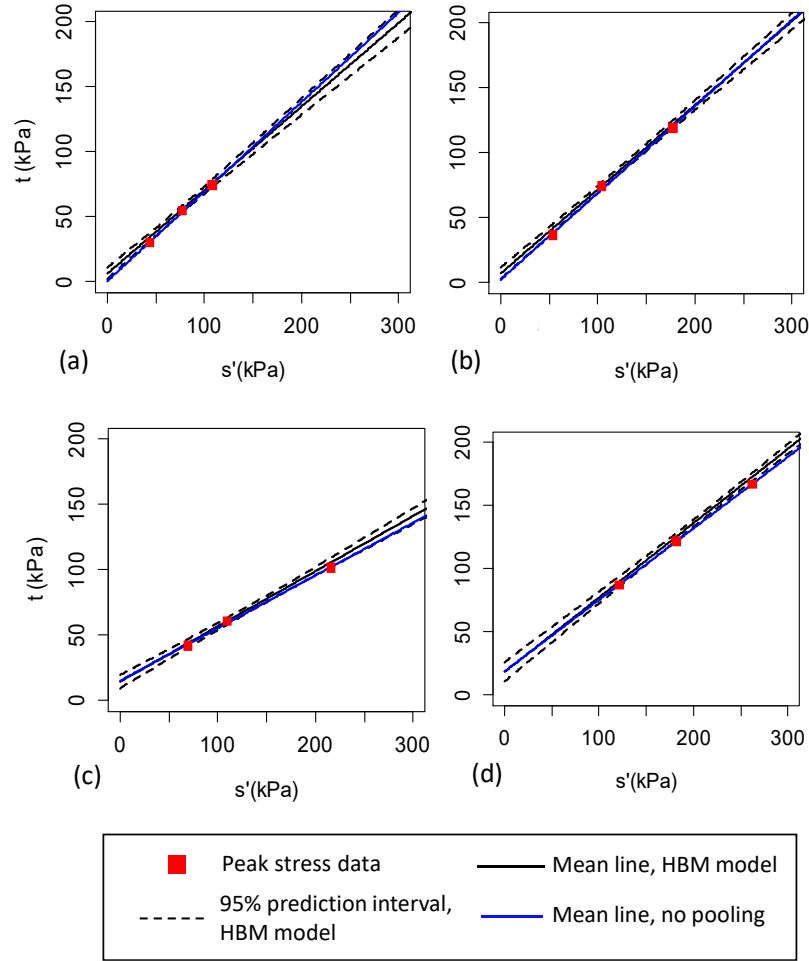 200
150
100
50
0
t (kPa)
0 100 200 300
(a)
s'(kPa)
200
150
100
50
0
0 100 200 300
(b)
s'(kPa)
200
150
100
50
0
t (kPa)
0 100 200 300
(c)
s'(kPa)
200
150
100
50
0
0 100 200 300
(d)
s'(kPa)
Peak stress data
Mean line, HBM model
95% prediction interval,
HBM model
Mean line, no pooling